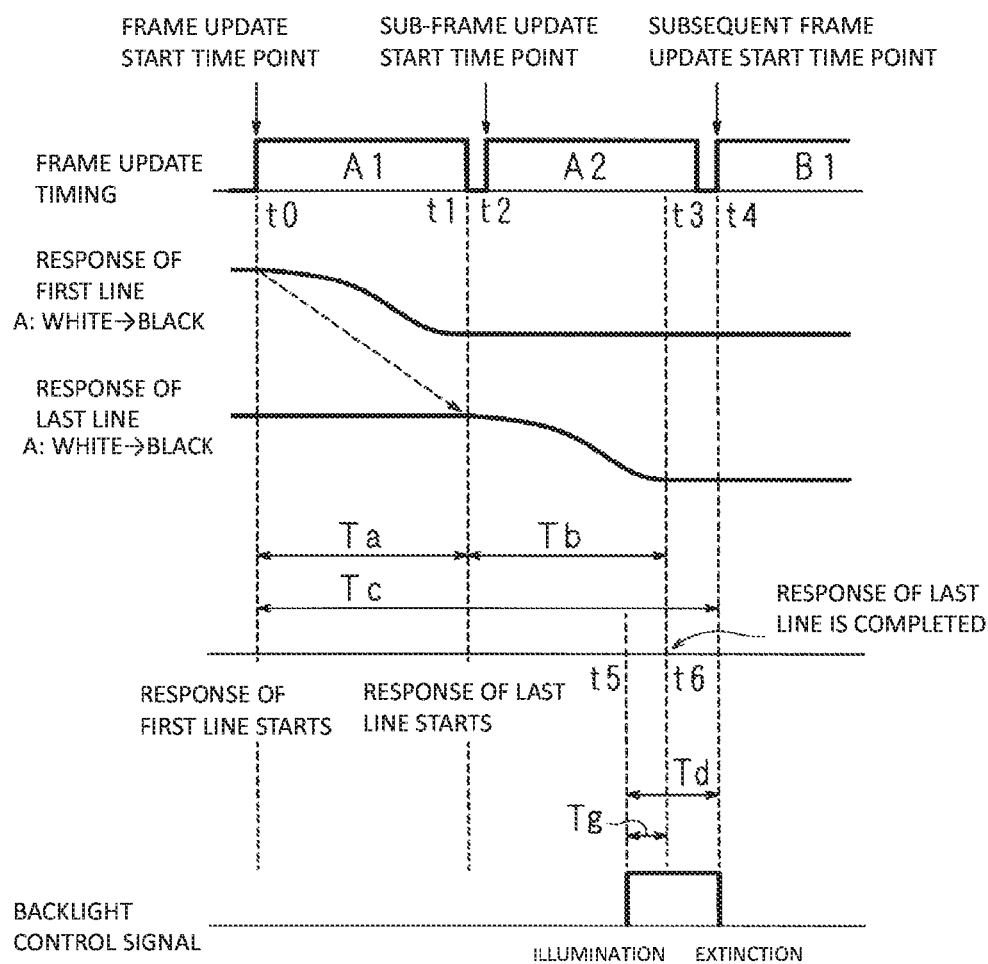 FRAME UPDATE
START TIME POINT
SUB-FRAME UPDATE
START TIME POINT
SUBSEQUENT FRAME
UPDATE START TIME POINT
FRAME UPDATE
TIMING
A1
A2
B1
t0
t1
t2
t3
t4
RESPONSE OF
FIRST LINE
A: WHITE→BLACK
RESPONSE OF
LAST LINE
A: WHITE→BLACK
Ta
Tb
Tc
RESPONSE OF LAST
LINE IS COMPLETED
t5
t6
RESPONSE OF
FIRST LINE STARTS
RESPONSE OF LAST
LINE STARTS
Td
Tg
BACKLIGHT
CONTROL SIGNAL
ILLUMINATION
EXTINCTION